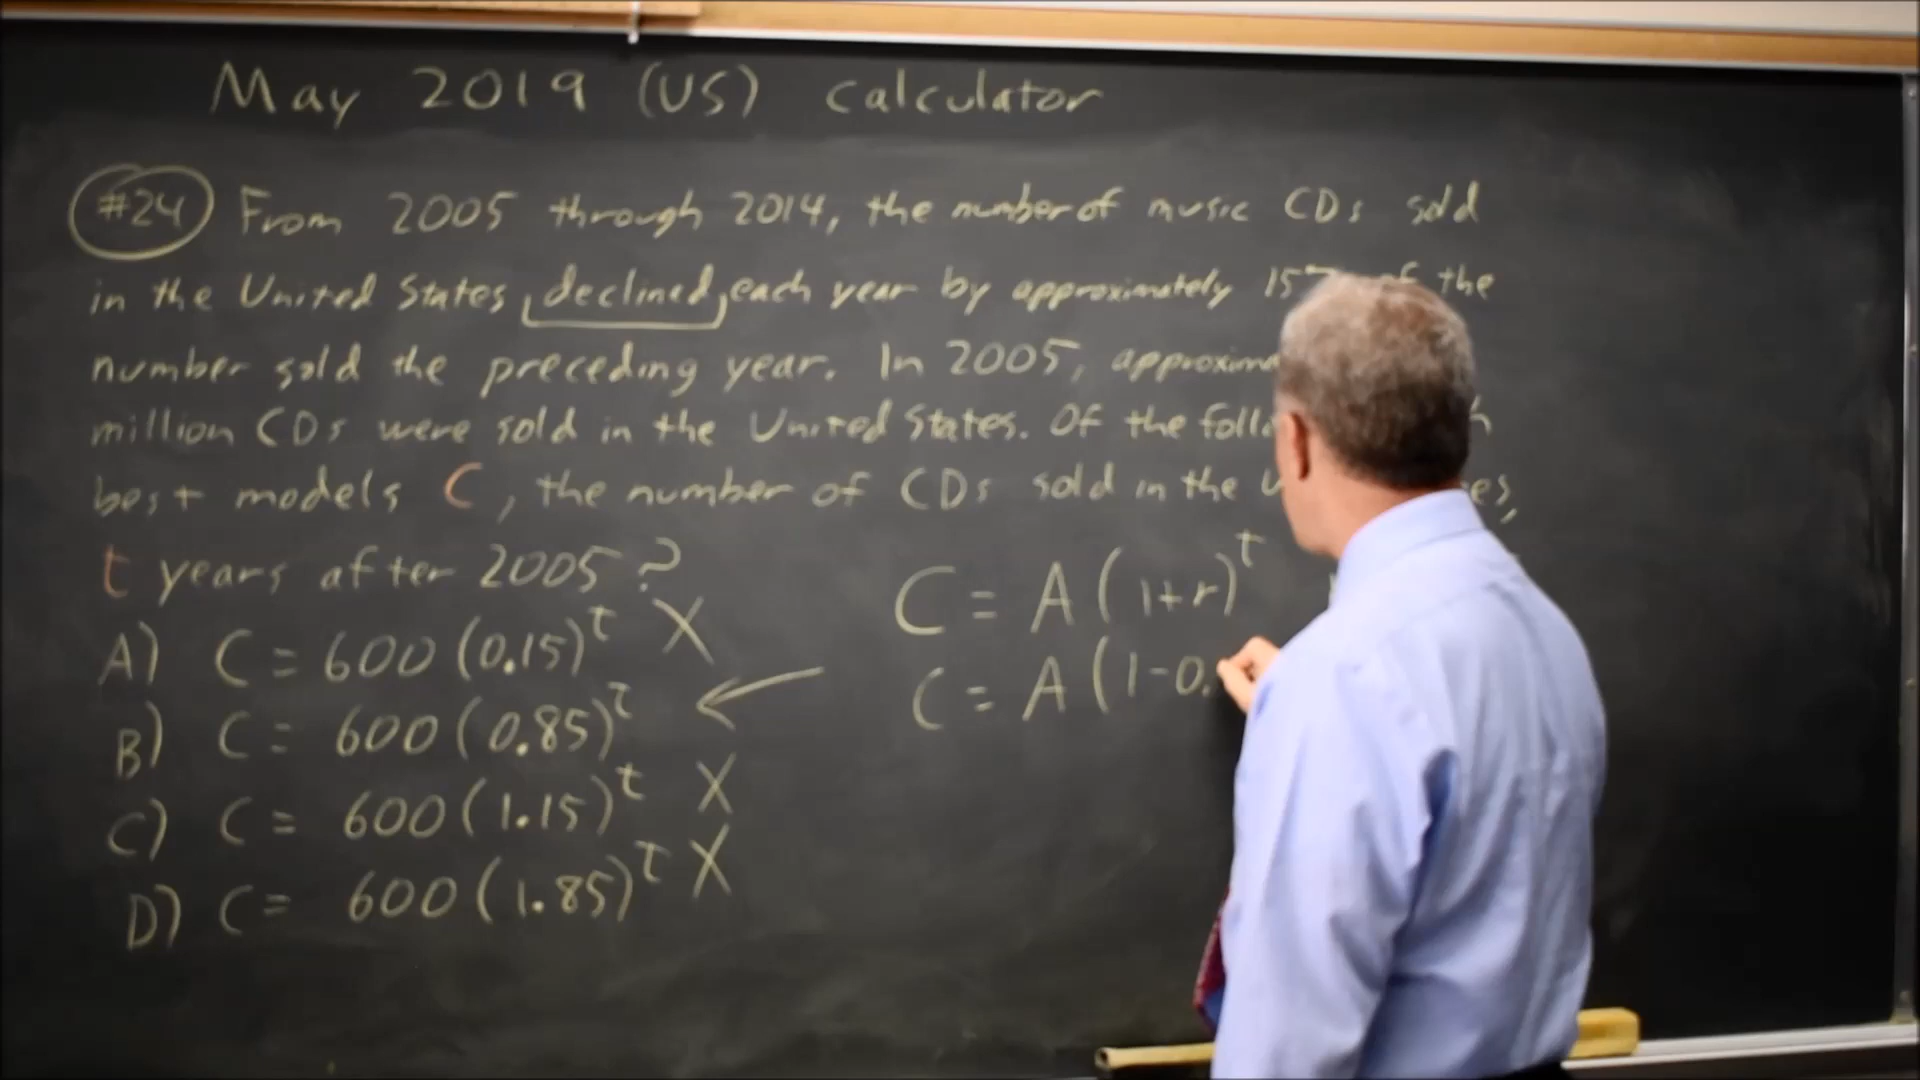 May 2019 (US) Calculator
#24 From 2005 through 2014, the number of music CDs sold
in the United States declined each year by approximately the
number sold the preceding year. In 2005,
million CDs were sold in the United States. Of the
best models C, the number of CDs sold in the
t years after 2005?
A) C = 600(0.15)^t X
B) C = 600(0.85)^t ←
C) C = 600(1.15)^t X
D) C = 600(1.85)^t X
C = A(1+r)^t
C = A(1-0.